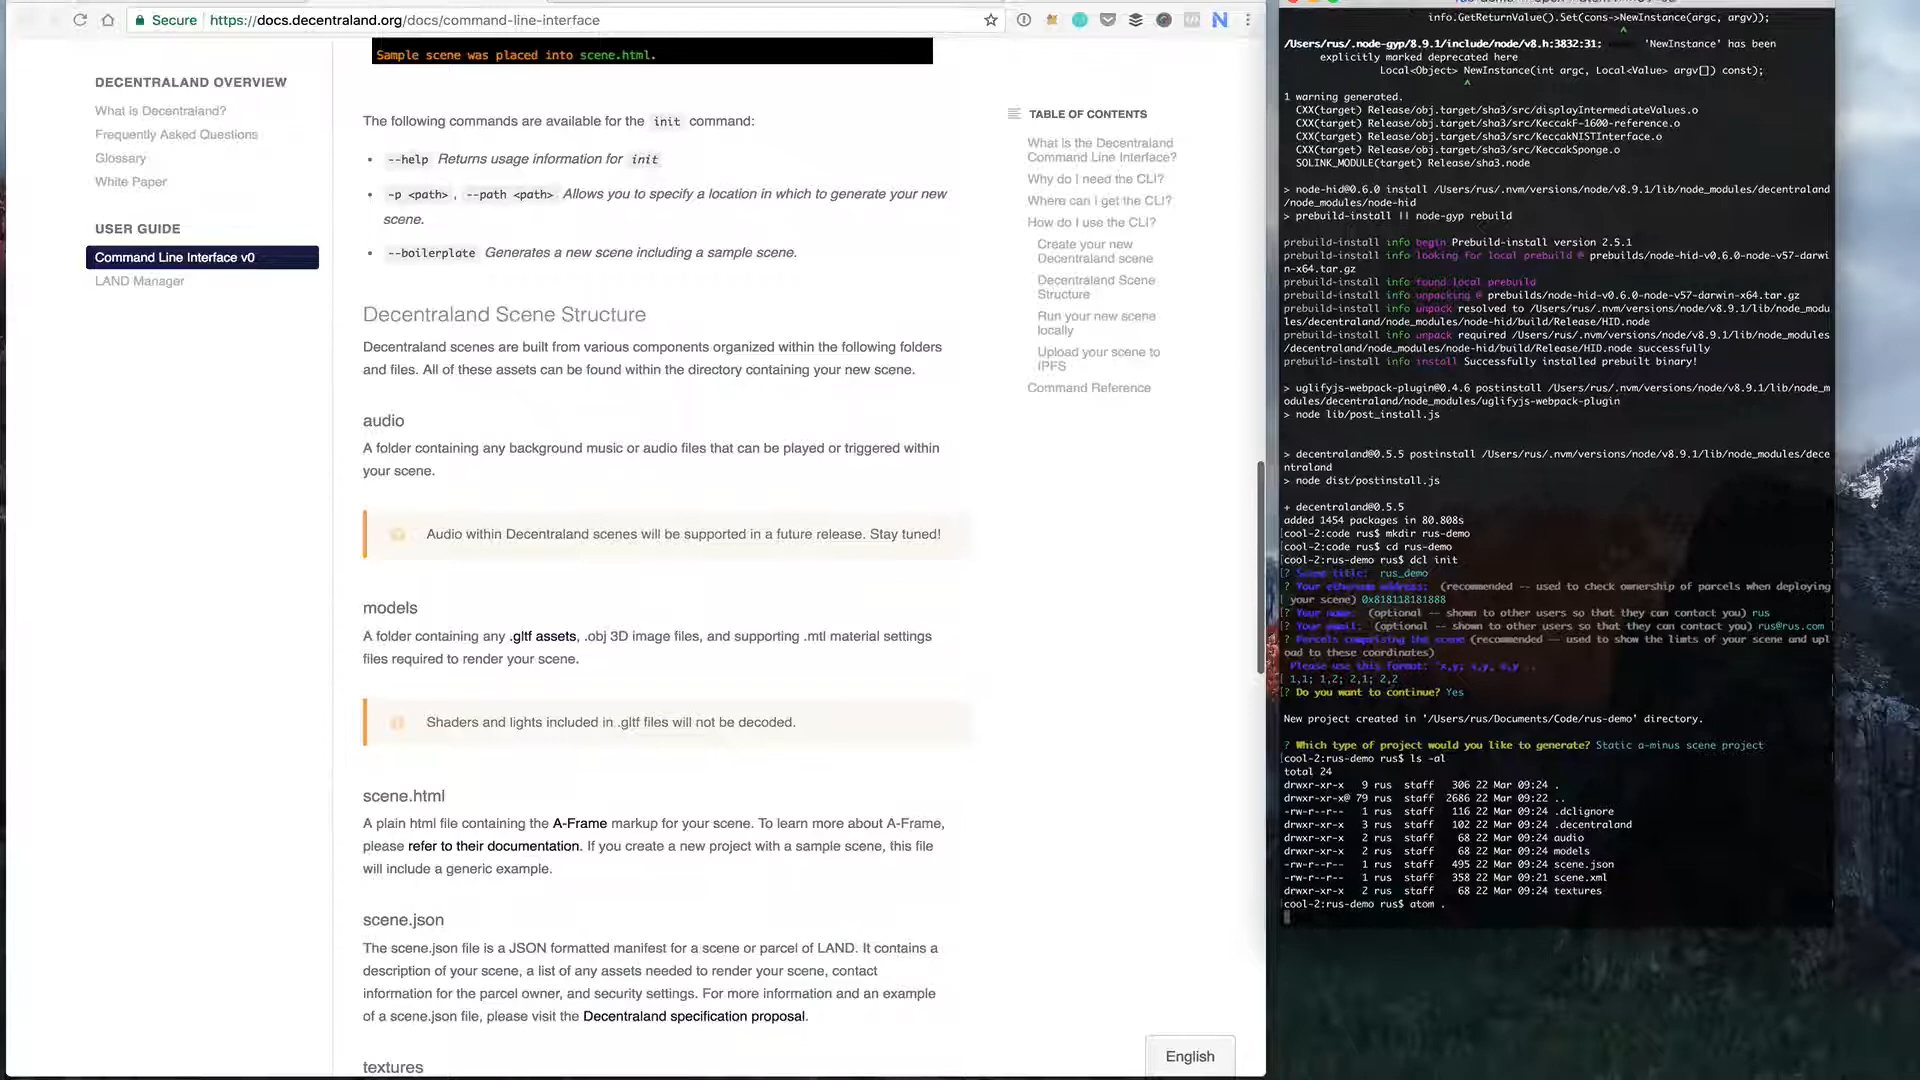 Secure
https://docs.decentraland.org/docs/command-line-interface
DECENTRALAND OVERVIEW
What is Decentraland?
Frequently Asked Questions
Glossary
White Paper
USER GUIDE
Command Line Interface v0
LAND Manager
Sample scene was placed into scene.html.
The following commands are available for the init command:
--help Returns usage information for init
-p <path>, --path <path> Allows you to specify a location in which to generate your new
scene.
--boilerplate Generates a new scene including a sample scene.
Decentraland Scene Structure
Decentraland scenes are built from various components organized within the following folders
and files. All of these assets can be found within the directory containing your new scene.
audio
A folder containing any background music or audio files that can be played or triggered within
your scene.
Audio within Decentraland scenes will be supported in a future release. Stay tuned!
models
A folder containing any .gltf assets, .obj 3D image files, and supporting .mtl material settings
files required to render your scene.
Shaders and lights included in .gltf files will not be decoded.
scene.html
A plain html file containing the A-Frame markup for your scene. To learn more about A-Frame,
please refer to their documentation. If you create a new project with a sample scene, this file
will include a generic example.
scene.json
The scene.json file is a JSON formatted manifest for a scene or parcel of LAND. It contains a
description of your scene, a list of any assets needed to render your scene, contact
information for the parcel owner, and security settings. For more information and an example
of a scene.json file, please visit the Decentraland specification proposal.
textures
TABLE OF CONTENTS
What is the Decentraland
Command Line Interface?
Why do I need the CLI?
Where can I get the CLI?
How do I use the CLI?
Create your new
Decentraland scene
Decentraland Scene
Structure
Run your new scene
locally
Upload your scene to
IPFS
Command Reference
English
info.GetReturnValue().Set(cons->NewInstance(argc, argv));
^
/Users/rus/.node-gyp/8.9.1/include/node/v8.h:3832:31: 'NewInstance' has been
explicitly marked deprecated here
Local<Object> NewInstance(int argc, Local<Value> argv[]) const);
^
1 warning generated.
CXX(target) Release/obj.target/sha3/src/displayIntermediateValues.o
CXX(target) Release/obj.target/sha3/src/KeccakF-1600-reference.o
CXX(target) Release/obj.target/sha3/src/KeccakNISTInterface.o
CXX(target) Release/obj.target/sha3/src/KeccakSponge.o
SOLINK_MODULE(target) Release/sha3.node
> node-hid@0.6.0 install /Users/rus/.nvm/versions/node/v8.9.1/lib/node_modules/decentraland
/node_modules/node-hid
> prebuild-install || node-gyp rebuild
prebuild-install info begin Prebuild-install version 2.5.1
prebuild-install info looking for local prebuild @ prebuilds/node-hid-v0.6.0-node-v57-darwi
n-x64.tar.gz
prebuild-install info found local prebuild
prebuild-install info unpacking @ prebuilds/node-hid-v0.6.0-node-v57-darwin-x64.tar.gz
prebuild-install info unpack resolved to /Users/rus/.nvm/versions/node/v8.9.1/lib/node_modu
les/decentraland/node_modules/node-hid/build/Release/HID.node
prebuild-install info unpack required /Users/rus/.nvm/versions/node/v8.9.1/lib/node_modules
/decentraland/node_modules/node-hid/build/Release/HID.node successfully
prebuild-install info install Successfully installed prebuilt binary!
> uglifyjs-webpack-plugin@0.4.6 postinstall /Users/rus/.nvm/versions/node/v8.9.1/lib/node_m
odules/decentraland/node_modules/uglifyjs-webpack-plugin
> node lib/post_install.js
> decentraland@0.5.5 postinstall /Users/rus/.nvm/versions/node/v8.9.1/lib/node_modules/dece
ntraland
> node dist/postinstall.js
+ decentraland@0.5.5
added 1454 packages in 80.808s
[cool-2:code rus$ mkdir rus-demo
[cool-2:code rus$ cd rus-demo
[cool-2:rus-demo rus$ dcl init
[? Scene title: rus_demo
? Your ethereum address: (recommended -- used to check ownership of parcels when deploying
[ your scene) 0x818118181888
[? Your name: (optional -- shown to other users so that they can contact you) rus
[? Your email: (optional -- shown to other users so that they can contact you) rus@rus.com
? Parcels comprising the scene (recommended -- used to show the limts of your scene and upl
oad to these coordinates)
Please use this format: "x,y; x,y, x,y ..
[ 1,1; 1,2; 2,1; 2,2
[? Do you want to continue? Yes
New project created in '/Users/rus/Documents/Code/rus-demo' directory.
? Which type of project would you like to generate? Static a-minus scene project
[cool-2:rus-demo rus$ ls -al
total 24
drwxr-xr-x 9 rus staff 306 22 Mar 09:24 .
drwxr-xr-x@ 79 rus staff 2686 22 Mar 09:22 ..
-rw-r--r-- 1 rus staff 116 22 Mar 09:24 .dclignore
drwxr-xr-x 3 rus staff 102 22 Mar 09:24 .decentraland
drwxr-xr-x 2 rus staff 68 22 Mar 09:24 audio
drwxr-xr-x 2 rus staff 68 22 Mar 09:24 models
-rw-r--r-- 1 rus staff 495 22 Mar 09:24 scene.json
-rw-r--r-- 1 rus staff 358 22 Mar 09:21 scene.xml
drwxr-xr-x 2 rus staff 68 22 Mar 09:24 textures
[cool-2:rus-demo rus$ atom .